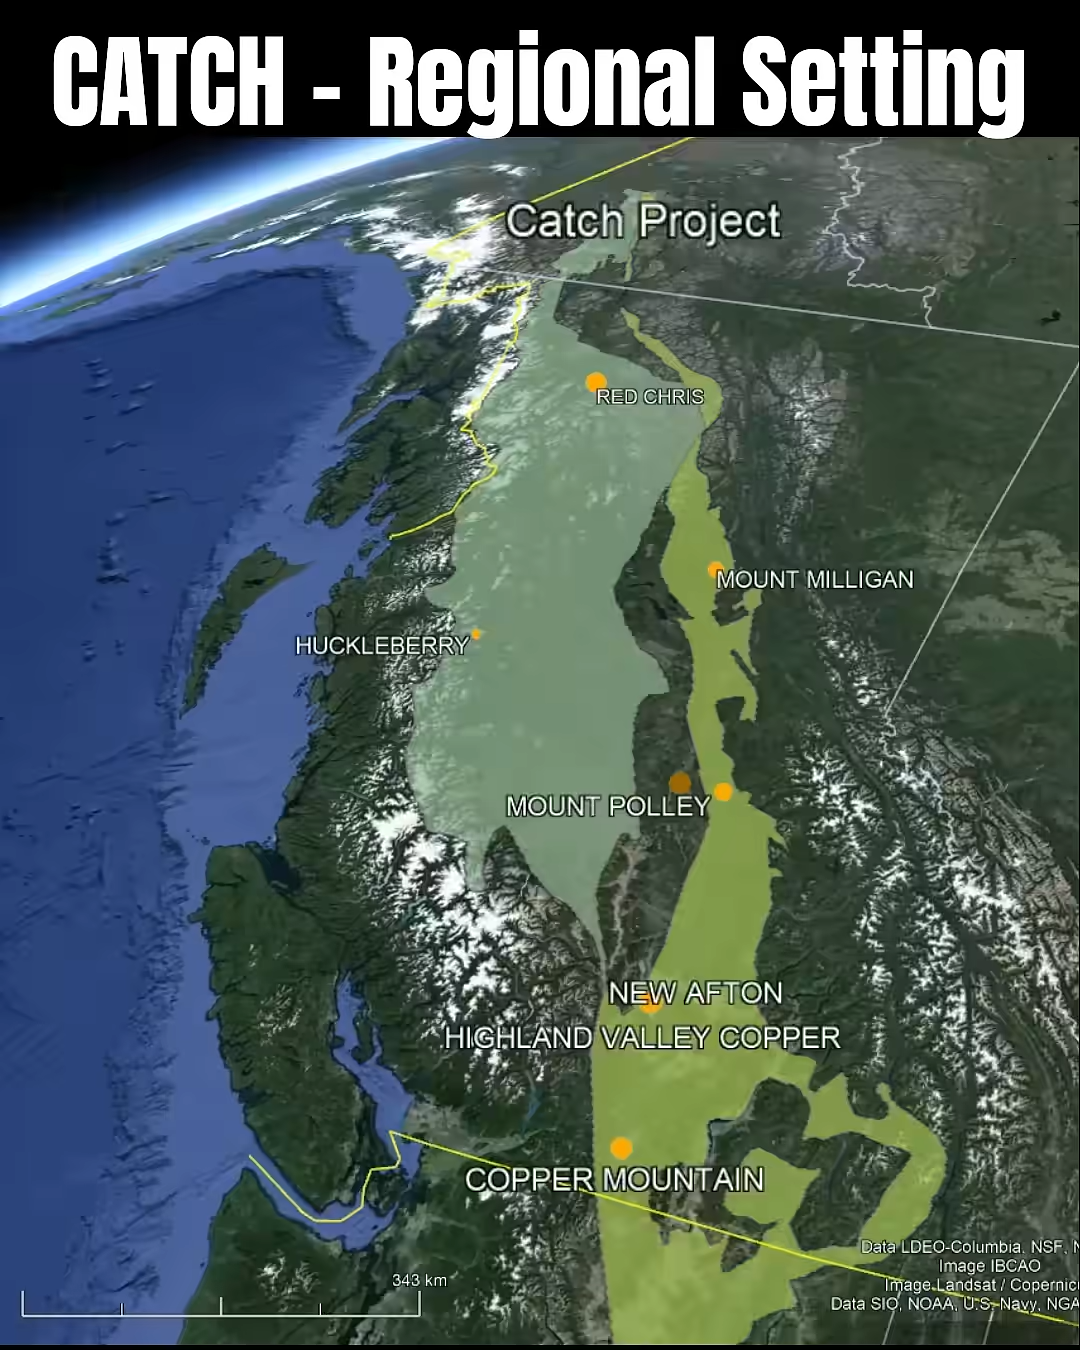 CATCH - Regional Setting
Catch Project
RED CHRIS
MOUNT MILLIGAN
HUCKLEBERRY
MOUNT POLLEY
NEW AFTON
HIGHLAND VALLEY COPPER
COPPER MOUNTAIN
Data LDEO-Columbia, NSF, N
Image IBCAO
343 km
Image Landsat / Copernic
Data SIO, NOAA, U.S. Navy, NGA